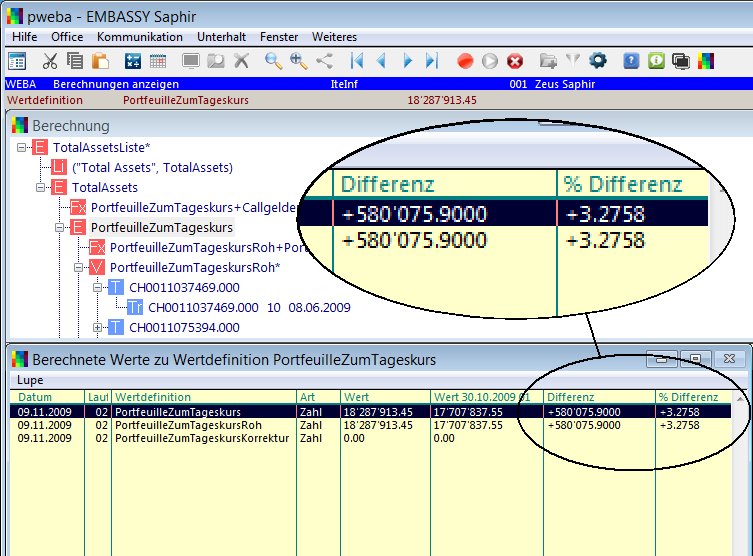 pweba - EMBASSY Saphir
Hilfe Office Kommunikation Unterhalt Fenster Weiteres
WEBA Berechnungen anzeigen IteInf 001 Zeus Saphir
Wertdefinition PortfeuilleZumTageskurs 18'287'913.45
Berechnung
TotalAssetsListe*
("Total Assets", TotalAssets)
TotalAssets
PortfeuilleZumTageskurs+Callgelde
PortfeuilleZumTageskurs
PortfeuilleZumTageskursRoh+Por
PortfeuilleZumTageskursRoh*
CH0011037469.000
CH0011037469.000 10 08.06.2009
CH0011075394.000
Differenz % Differenz
+580'075.9000 +3.2758
+580'075.9000 +3.2758
Berechnete Werte zu Wertdefinition PortfeuilleZumTageskurs
Lupe
Datum Lauf Wertdefinition Art Wert Wert 30.10.2009 01 Differenz % Differenz
09.11.2009 02 PortfeuilleZumTageskurs Zahl 18'287'913.45 17'707'837.55 +580'075.9000 +3.2758
09.11.2009 02 PortfeuilleZumTageskursRoh Zahl 18'287'913.45 17'707'837.55 +580'075.9000 +3.2758
09.11.2009 02 PortfeuilleZumTageskursKorrektur Zahl 0.00 0.00